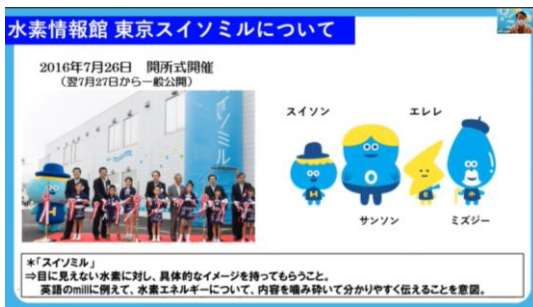 水素情報館 東京スイソミルについて
2016年7月26日 開所式開催
（翌7月27日から一般公開）
スイソミル
スイソン
エレレ
H
O
E
サンソン
ミズジー
＊「スイソミル」
⇒目に見えない水素に対し、具体的なイメージを持ってもらうこと。
英語のmillに例えて、水素エネルギーについて、内容を噛み砕いて分かりやすく伝えることを意図。